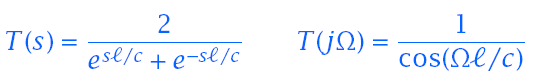 T(s) = 2 / (e^{sℓ/c} + e^{−sℓ/c})    T(jΩ) = 1 / cos(Ωℓ/c)